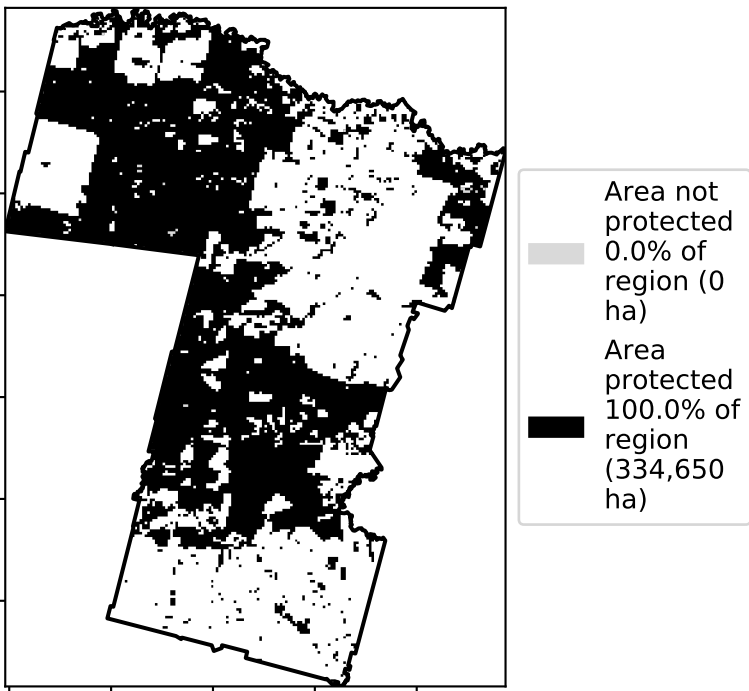 Area not
protected
0.0% of
region (0
ha)
Area
protected
100.0% of
region
(334,650
ha)